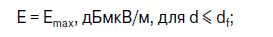 E = Emax, дБмкВ/м, для d ⩽ df;